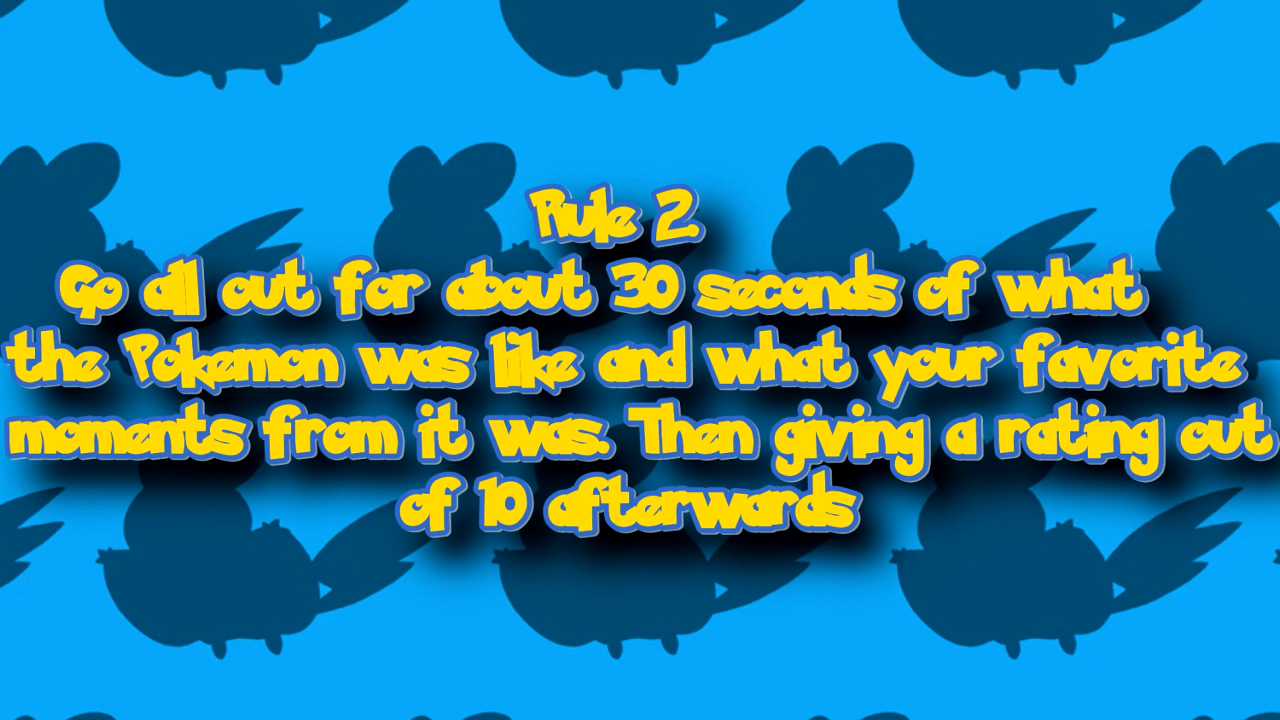 Rule 2.
Go all out for about 30 seconds of what
the Pokemon was like and what your favorite
moments from it was. Then giving a rating out
of 10 afterwards